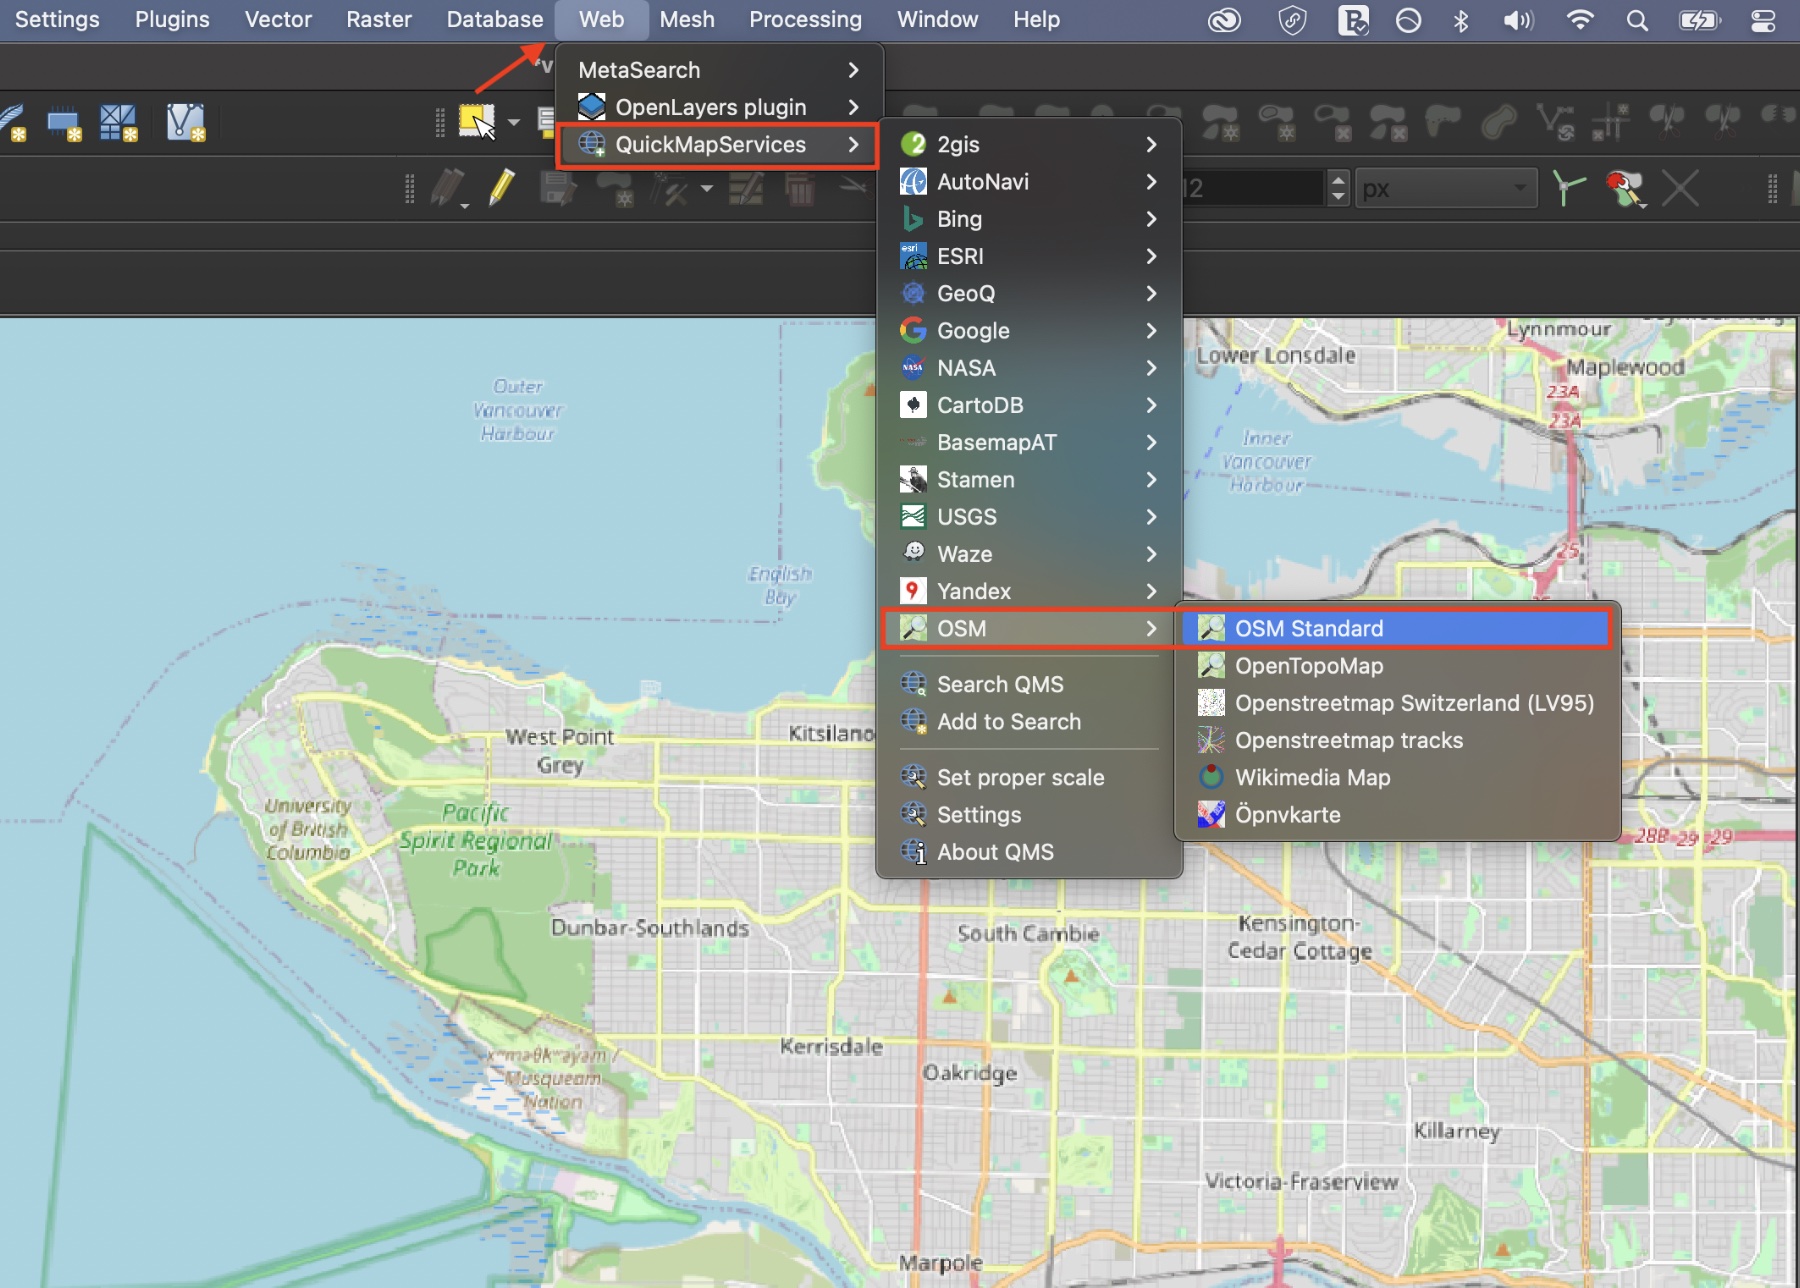 Settings Plugins Vector Raster Database Web Mesh Processing Window Help
MetaSearch
OpenLayers plugin
QuickMapServices
2gis
AutoNavi
Bing
esri
ESRI
GeoQ
Google
NASA
NASA
CartoDB
BasemapAT
Stamen
USGS
Waze
Yandex
OSM
Search QMS
Add to Search
Set proper scale
Settings
About QMS
OSM Standard
OpenTopoMap
Openstreetmap Switzerland (LV95)
Openstreetmap tracks
Wikimedia Map
Öpnvkarte
px
Outer
Vancouver
Harbour
Lynnmour
Lower Lonsdale
Maplewood
23A
23A
Inner
Vancouver
Harbour
25
English
Bay
West Point
Grey
Kitsilano
University
of British
Columbia
Pacific
Spirit Regional
Park
28B 29 29
Dunbar-Southlands
South Cambie
Kensington-
Cedar Cottage
Kerrisdale
Oakridge
xʷməθkʷəy̓əm /
Musqueam
Nation
Killarney
Victoria-Fraserview
Marpole